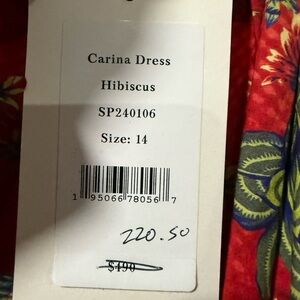 Carina Dress
Hibiscus
SP240106
Size: 14
1 95066 78056 7
220.50
$490